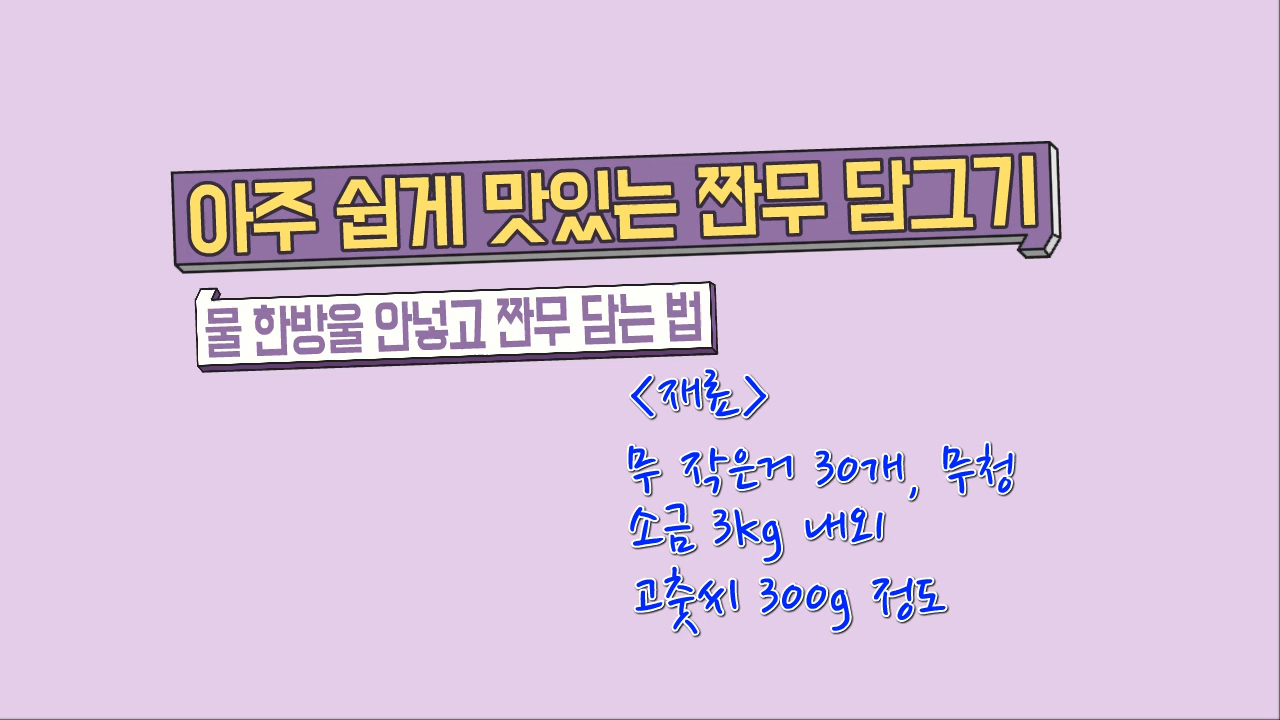 아주 쉽게 맛있는 짠무 담그기
물 한방울 안넣고 짠무 담는 법
<재료>
무 작은거 30개, 무청
소금 3kg 내외
고춧씨 300g 정도